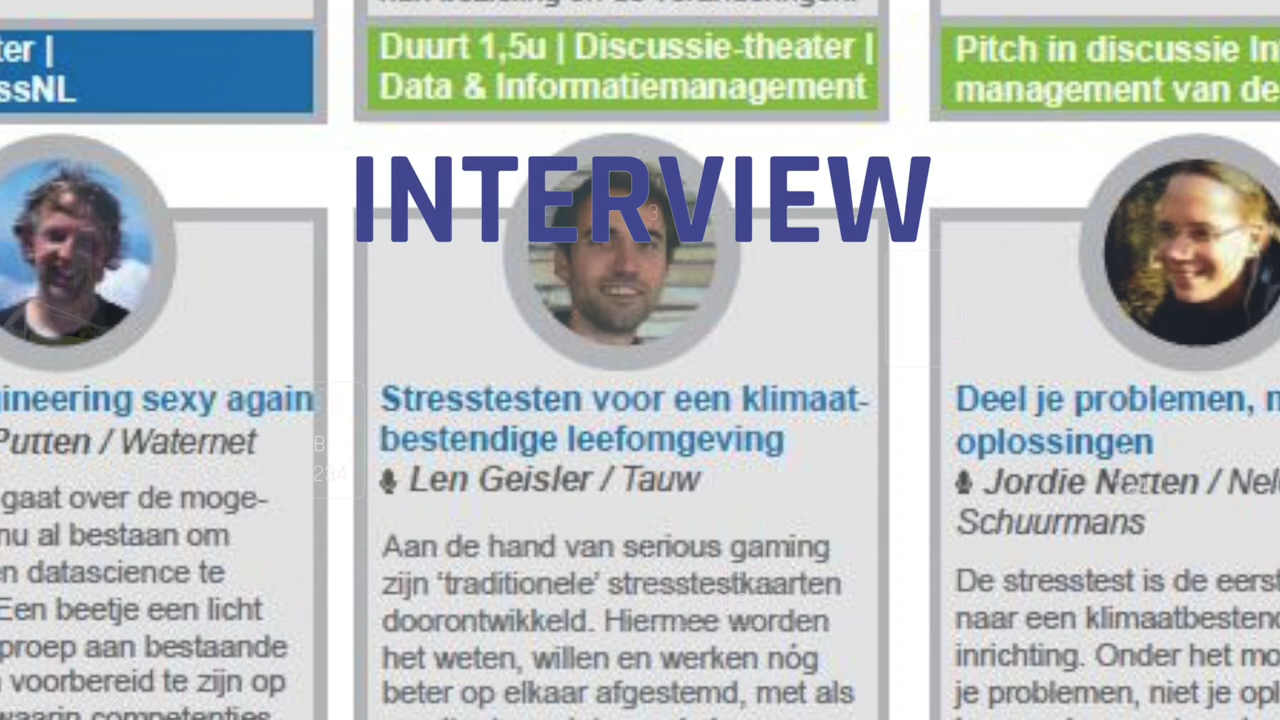 ter |
ssNL
Duurt 1,5u | Discussie-theater |
Data & Informatiemanagement
Pitch in discussie In
management van de
INTERVIEW
gineering sexy again
Putten / Waternet
gaat over de moge-
nu al bestaan om
en datascience te
Een beetje een licht
proep aan bestaande
voorbereid te zijn op
waarin competenties
Stresstesten voor een klimaat-
bestendige leefomgeving
Len Geisler / Tauw
Aan de hand van serious gaming
zijn ‘traditionele’ stresstestkaarten
doorontwikkeld. Hiermee worden
het weten, willen en werken nóg
beter op elkaar afgestemd, met als
Deel je problemen, n
oplossingen
Jordie Netten / Nel
Schuurmans
De stresstest is de eerst
naar een klimaatbestend
inrichting. Onder het mo
je problemen, niet je opl